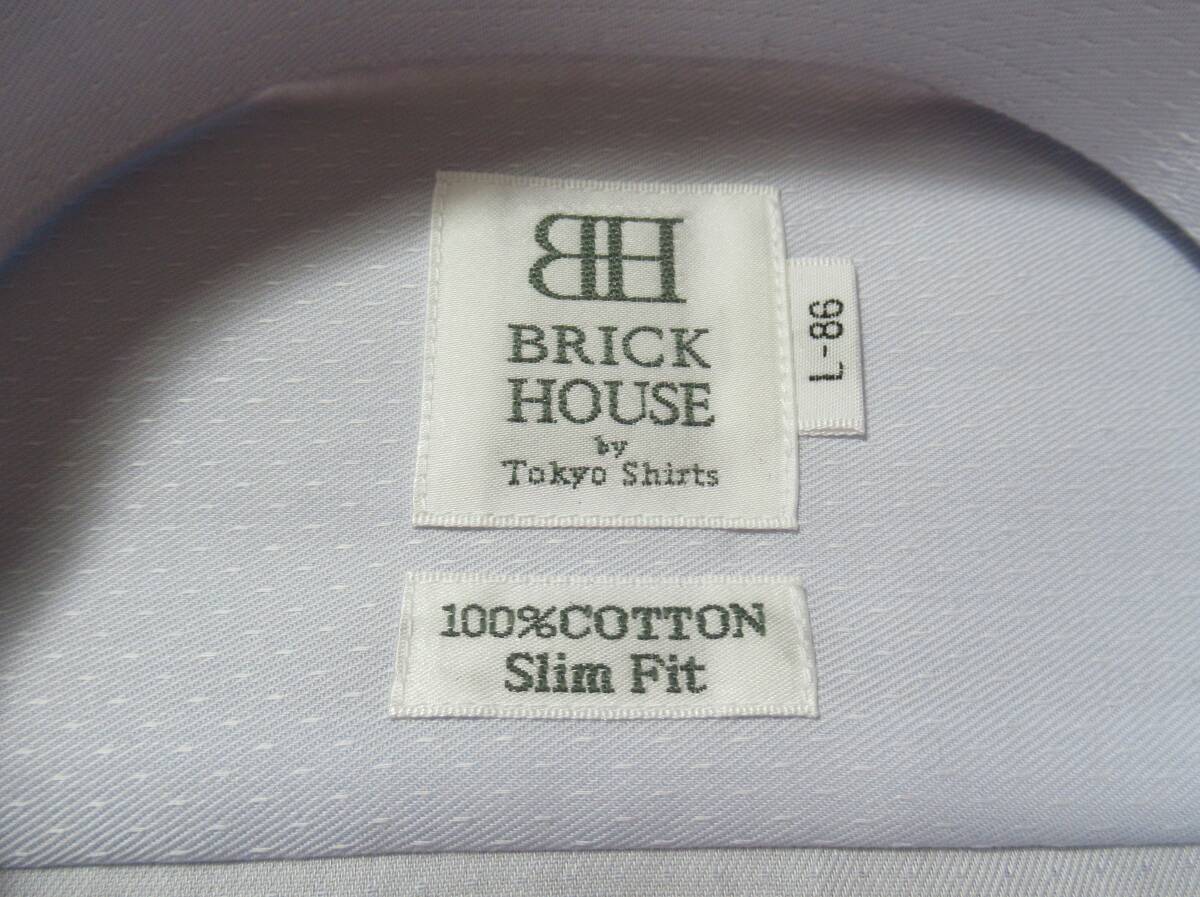 BH
BRICK
HOUSE
by
Tokyo Shirts
L-86
100%COTTON
Slim Fit